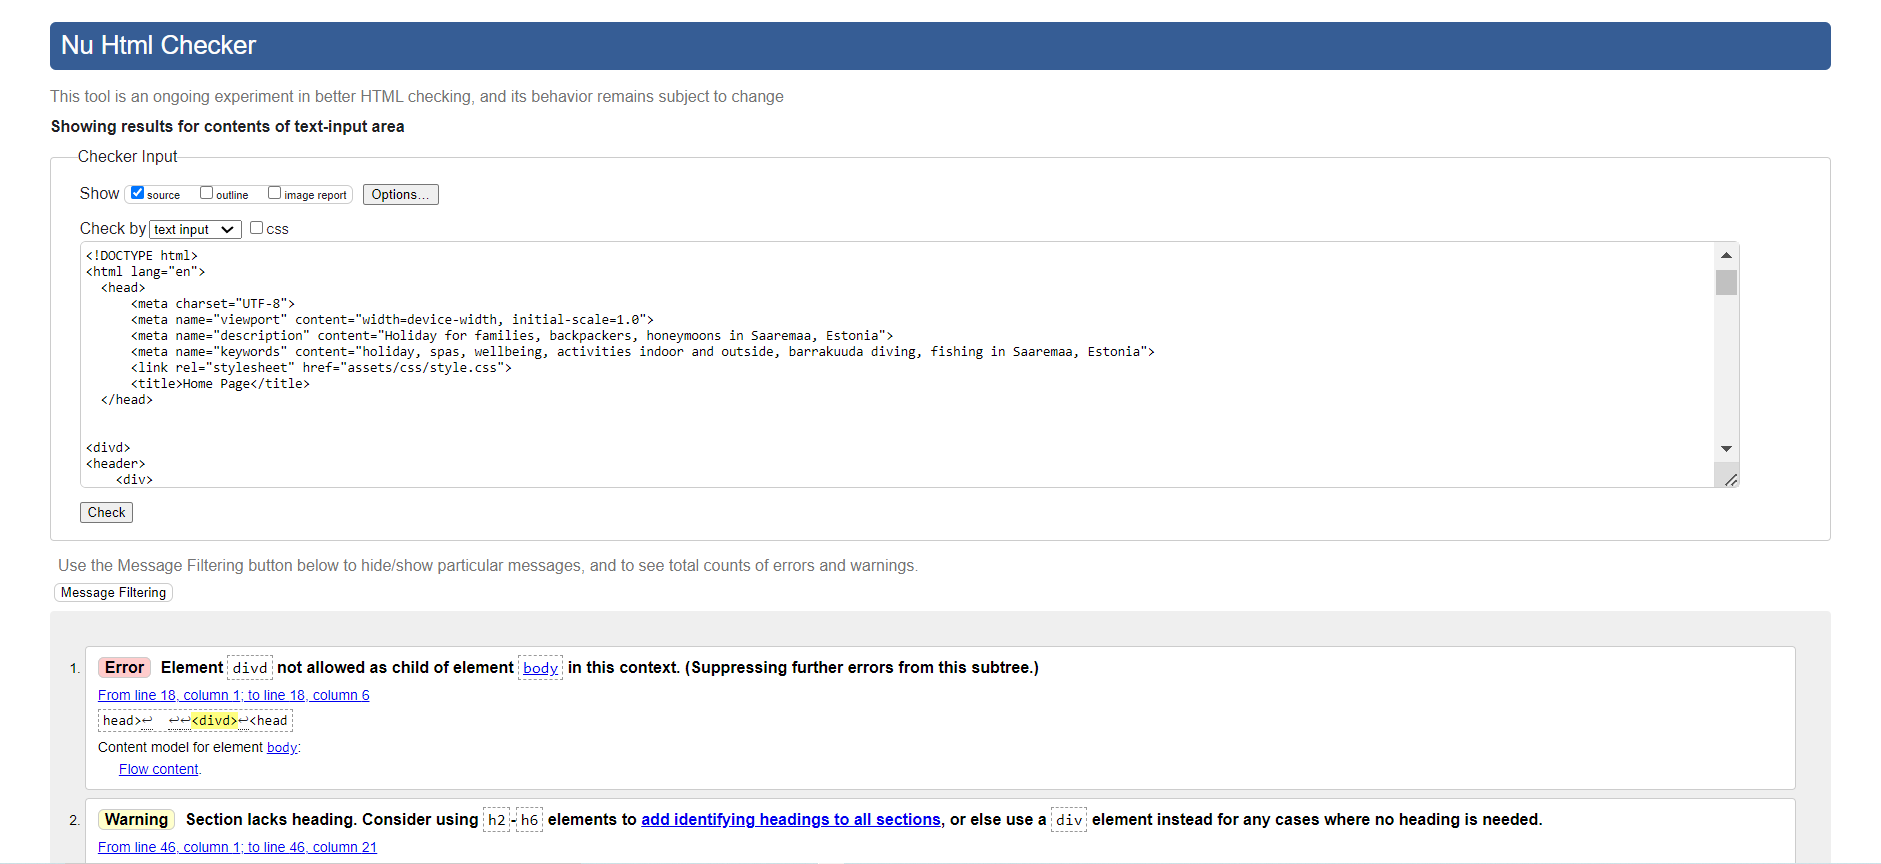 Nu Html Checker
This tool is an ongoing experiment in better HTML checking, and its behavior remains subject to change
Showing results for contents of text-input area
Checker Input
Show source outline image report Options...
Check by text input css
<!DOCTYPE html>
<html lang="en">
  <head>
      <meta charset="UTF-8">
      <meta name="viewport" content="width=device-width, initial-scale=1.0">
      <meta name="description" content="Holiday for families, backpackers, honeymoons in Saaremaa, Estonia">
      <meta name="keywords" content="holiday, spas, wellbeing, activities indoor and outside, barrakuuda diving, fishing in Saaremaa, Estonia">
      <link rel="stylesheet" href="assets/css/style.css">
      <title>Home Page</title>
  </head>
<divd>
<header>
    <div>
Check
Use the Message Filtering button below to hide/show particular messages, and to see total counts of errors and warnings.
Message Filtering
1. Error Element divd not allowed as child of element body in this context. (Suppressing further errors from this subtree.)
From line 18, column 1; to line 18, column 6
head>↩  ↩↩<divd>↩<head
Content model for element body:
Flow content.
2. Warning Section lacks heading. Consider using h2-h6 elements to add identifying headings to all sections, or else use a div element instead for any cases where no heading is needed.
From line 46, column 1; to line 46, column 21